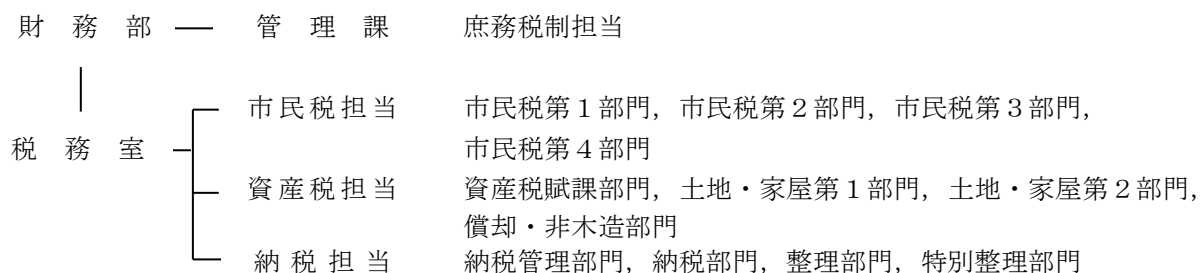 財務部 管理課 庶務税制担当
市民税担当 市民税第1部門，市民税第2部門，市民税第3部門，
税務室 市民税第4部門
資産税担当 資産税賦課部門，土地・家屋第1部門，土地・家屋第2部門，
償却・非木造部門
納税担当 納税管理部門，納税部門，整理部門，特別整理部門